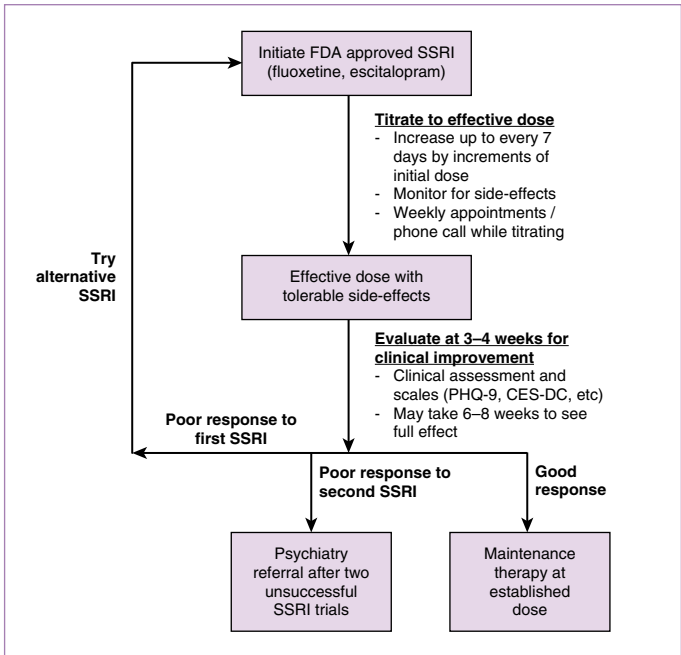 Initiate FDA approved SSRI
(fluoxetine, escitalopram)
Titrate to effective dose
- Increase up to every 7
days by increments of
initial dose
- Monitor for side-effects
- Weekly appointments /
phone call while titrating
Try
alternative
SSRI
Effective dose with
tolerable side-effects
Evaluate at 3–4 weeks for
clinical improvement
- Clinical assessment and
scales (PHQ-9, CES-DC, etc)
- May take 6–8 weeks to see
full effect
Poor response to
first SSRI
Poor response to
second SSRI
Good
response
Psychiatry
referral after two
unsuccessful
SSRI trials
Maintenance
therapy at
established
dose